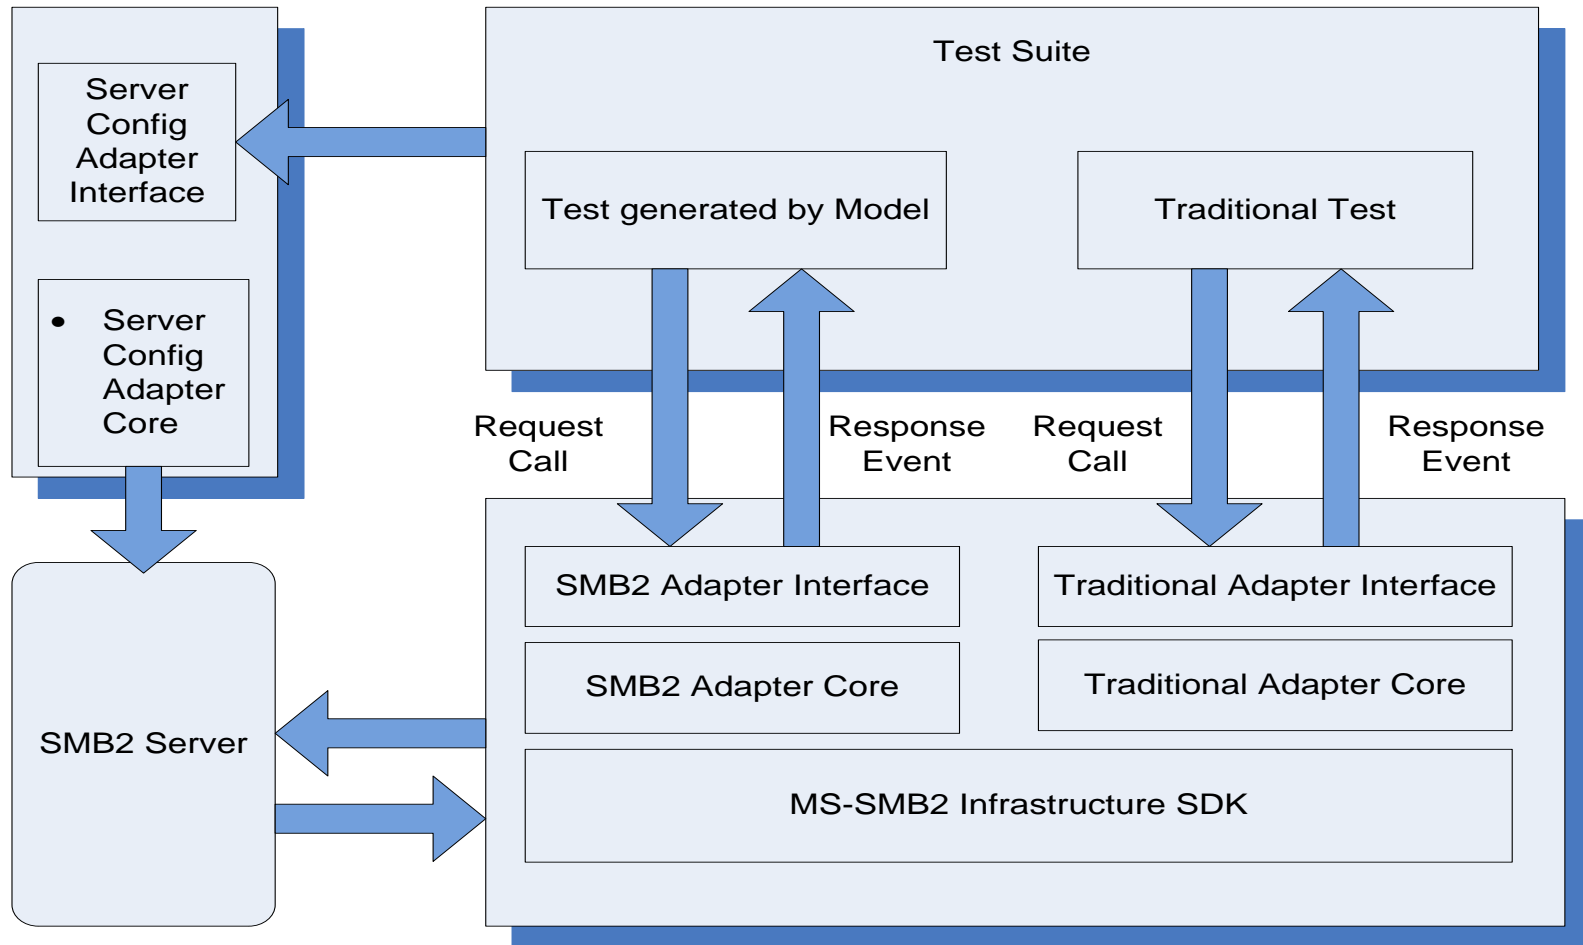 Server
Config
Adapter
Interface
• Server
Config
Adapter
Core
Test Suite
Test generated by Model
Traditional Test
Request
Call
Response
Event
Request
Call
Response
Event
SMB2 Adapter Interface
Traditional Adapter Interface
SMB2 Adapter Core
Traditional Adapter Core
MS-SMB2 Infrastructure SDK
SMB2 Server